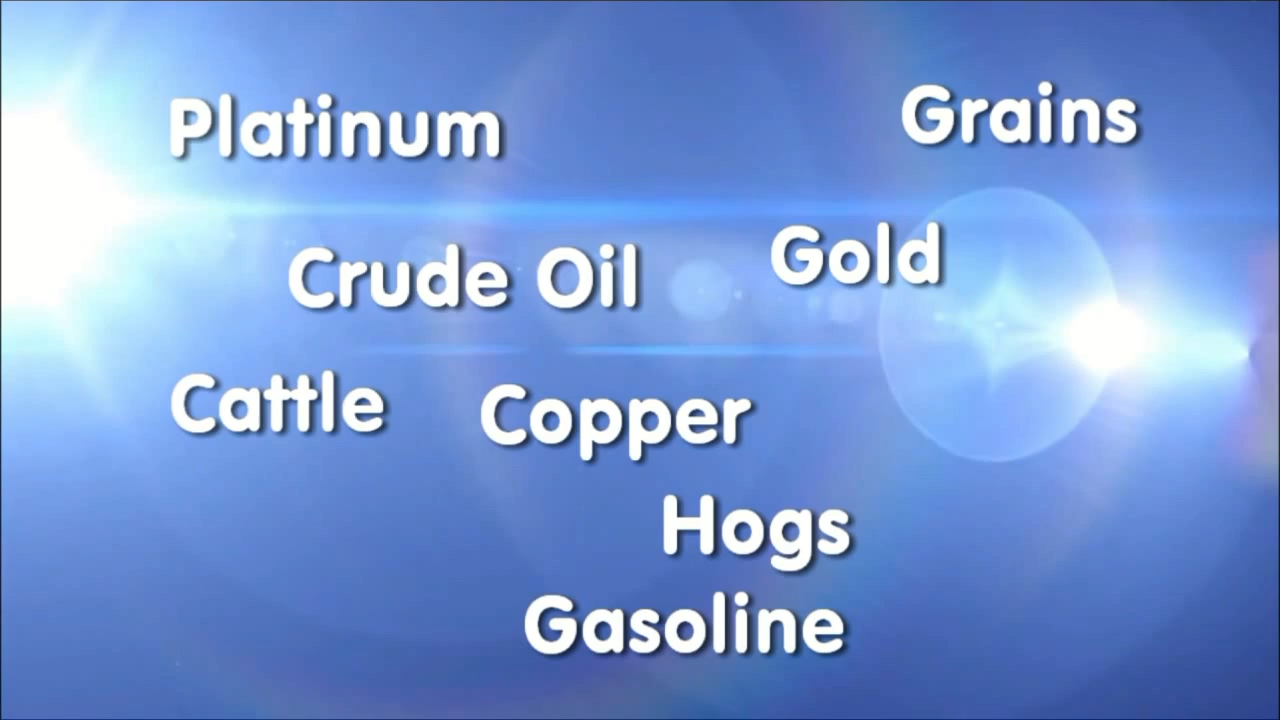 Platinum
Grains
Crude Oil
Gold
Cattle
Copper
Hogs
Gasoline